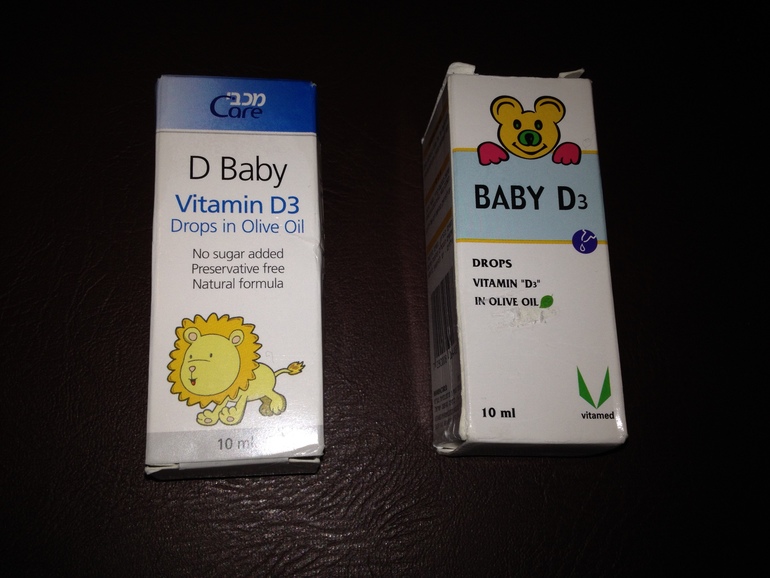 מכבי
Care
D Baby
Vitamin D3
Drops in Olive Oil
No sugar added
Preservative free
Natural formula
10 ml
BABY D3
DROPS
VITAMIN "D3"
IN OLIVE OIL
10 ml
vitamed